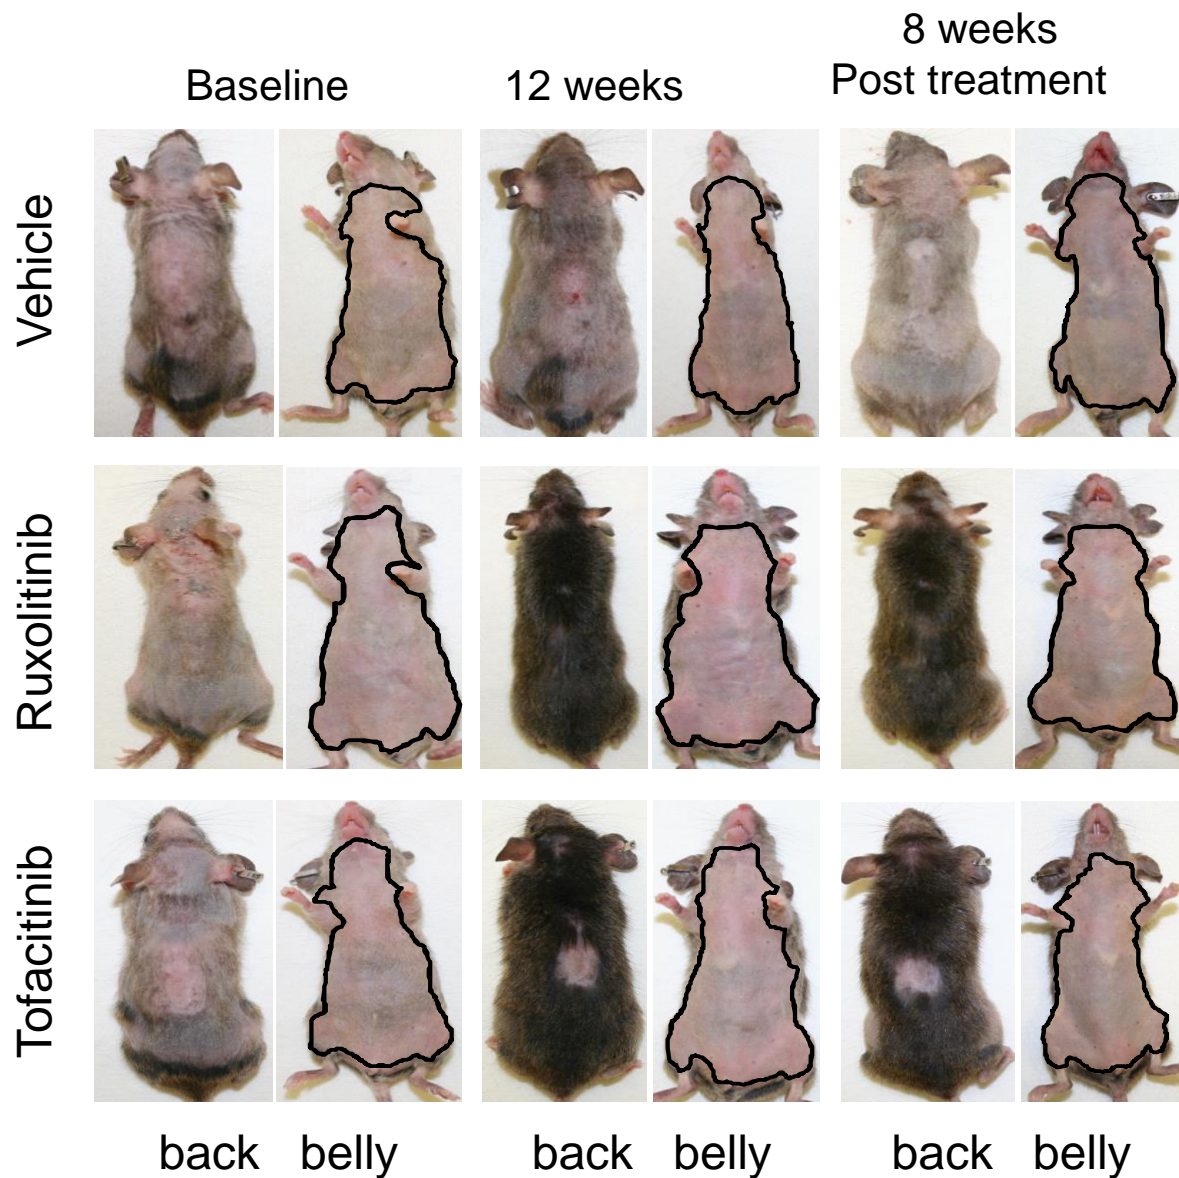 8 weeks
Baseline 12 weeks Post treatment
Vehicle
Ruxolitinib
Tofacitinib
back belly back belly back belly